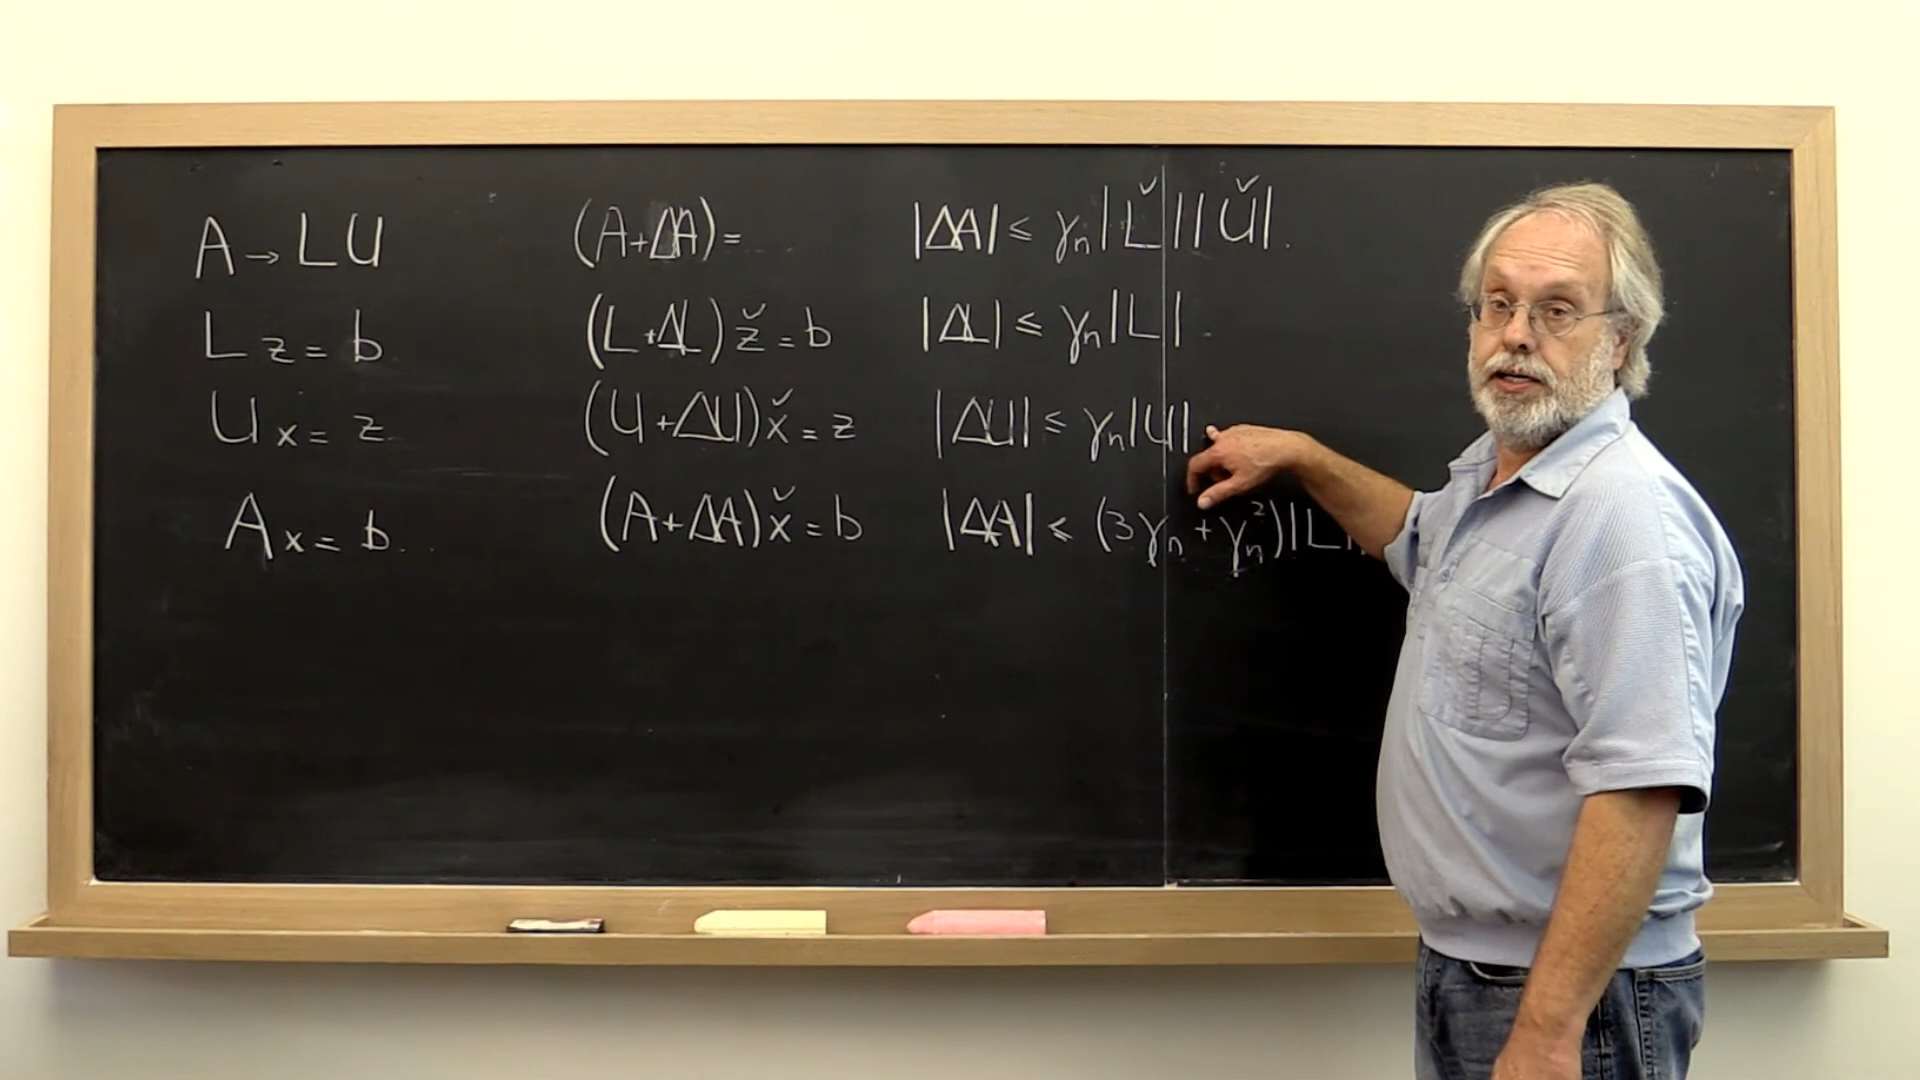 A → LU (A+ΔA) = |ΔA| ≤ γₙ|Ľ||Ǔ|.
Lz = b (L+ΔL)ž = b |ΔL| ≤ γₙ|L|.
Ux = z (U+ΔU)x̌ = z |ΔU| ≤ γₙ|U|
Ax = b.. (A+ΔA)x̌ = b |ΔA| ≤ (3γₙ + γₙ²)|L|